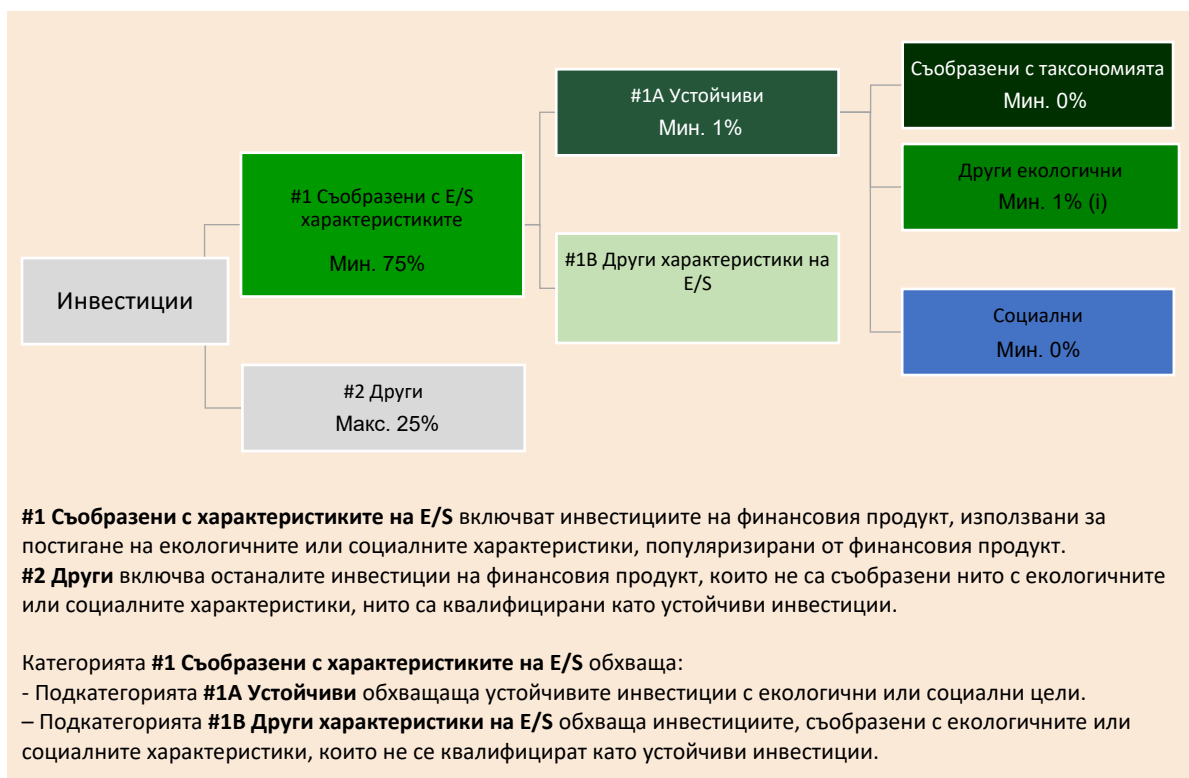 Инвестиции
#1 Съобразени с E/S
характеристиките
Мин. 75%
#2 Други
Макс. 25%
#1A Устойчиви
Мин. 1%
#1B Други характеристики на
E/S
Съобразени с таксономията
Мин. 0%
Други екологични
Мин. 1% (i)
Социални
Мин. 0%
#1 Съобразени с характеристиките на E/S включват инвестициите на финансовия продукт, използвани за
постигане на екологичните или социалните характеристики, популяризирани от финансовия продукт.
#2 Други включва останалите инвестиции на финансовия продукт, които не са съобразени нито с екологичните
или социалните характеристики, нито са квалифицирани като устойчиви инвестиции.
Категорията #1 Съобразени с характеристиките на E/S обхваща:
- Подкатегорията #1A Устойчиви обхващаща устойчивите инвестиции с екологични или социални цели.
– Подкатегорията #1B Други характеристики на E/S обхваща инвестициите, съобразени с екологичните или
социалните характеристики, които не се квалифицират като устойчиви инвестиции.